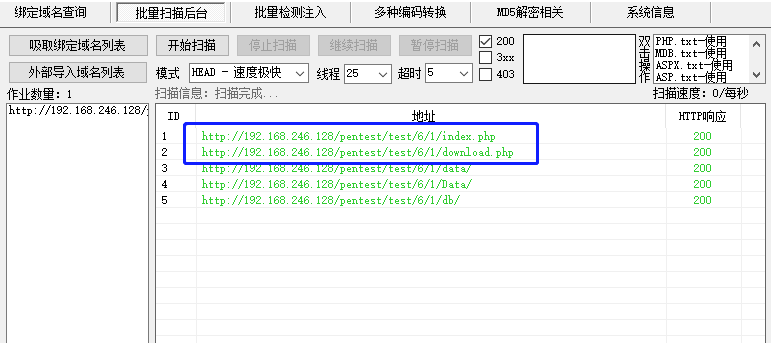 绑定域名查询 批量扫描后台 批量检测注入 多种编码转换 MD5解密相关 系统信息
吸取绑定域名列表 开始扫描 停止扫描 继续扫描 暂停扫描 200 双击操作 PHP.txt-使用
3xx MDB.txt-使用
外部导入域名列表 模式 HEAD - 速度极快 线程 25 超时 5 403 ASPX.txt-使用
ASP.txt-使用
作业数量: 1 扫描信息: 扫描完成... 扫描速度: 0/每秒
http://192.168.246.128/ ID 地址 HTTP响应
1 http://192.168.246.128/pentest/test/6/1/index.php 200
2 http://192.168.246.128/pentest/test/6/1/download.php 200
3 http://192.168.246.128/pentest/test/6/1/data/ 200
4 http://192.168.246.128/pentest/test/6/1/Data/ 200
5 http://192.168.246.128/pentest/test/6/1/db/ 200